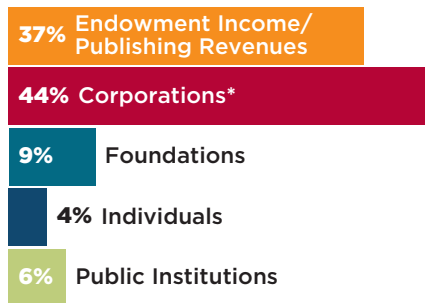 37% Endowment Income/
Publishing Revenues
44% Corporations*
9% Foundations
4% Individuals
6% Public Institutions